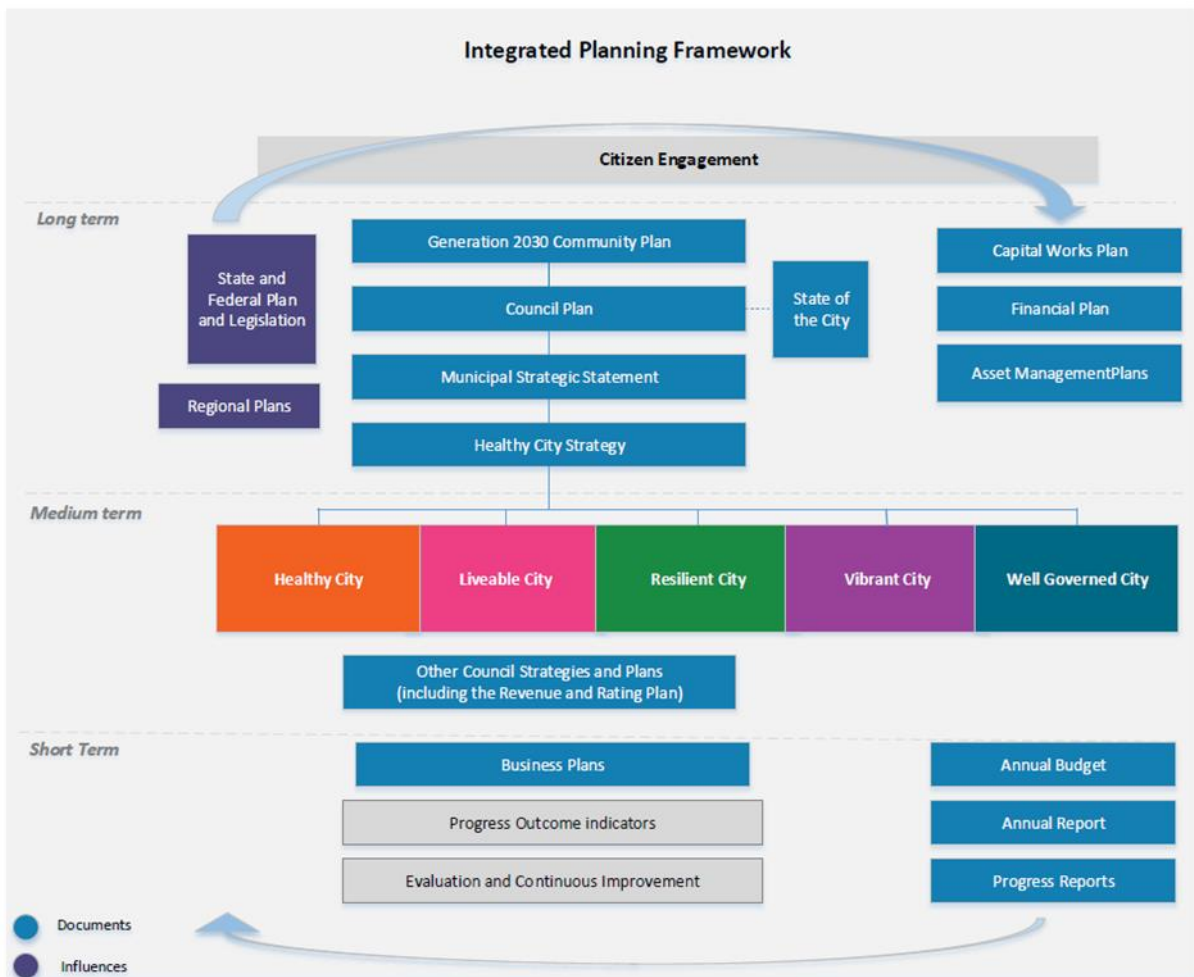 Integrated Planning Framework
Citizen Engagement
Long term
State and
Federal Plan
and Legislation
Regional Plans
Generation 2030 Community Plan
Council Plan
Municipal Strategic Statement
Healthy City Strategy
State of
the City
Capital Works Plan
Financial Plan
Asset ManagementPlans
Medium term
Healthy City
Liveable City
Resilient City
Vibrant City
Well Governed City
Other Council Strategies and Plans
(including the Revenue and Rating Plan)
Short Term
Business Plans
Progress Outcome indicators
Evaluation and Continuous Improvement
Annual Budget
Annual Report
Progress Reports
Documents
Influences